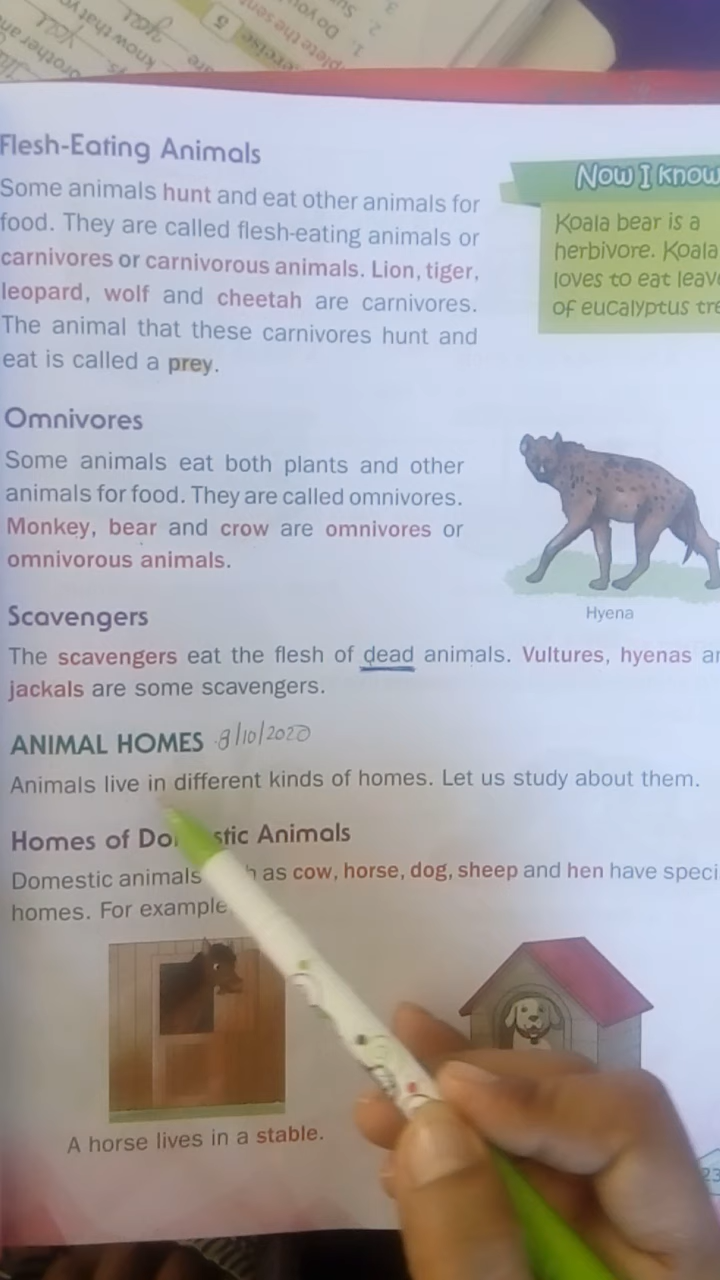 Flesh-Eating Animals
Some animals hunt and eat other animals for
food. They are called flesh-eating animals or
carnivores or carnivorous animals. Lion, tiger,
leopard, wolf and cheetah are carnivores.
The animal that these carnivores hunt and
eat is called a prey.
Now I know
Koala bear is a
herbivore. Koala
loves to eat leave
of eucalyptus tre
Omnivores
Some animals eat both plants and other
animals for food. They are called omnivores.
Monkey, bear and crow are omnivores or
omnivorous animals.
Hyena
Scavengers
The scavengers eat the flesh of dead animals. Vultures, hyenas an
jackals are some scavengers.
ANIMAL HOMES 8/10/2020
Animals live in different kinds of homes. Let us study about them.
Homes of Do stic Animals
Domestic animals h as cow, horse, dog, sheep and hen have speci
homes. For example
A horse lives in a stable.
23